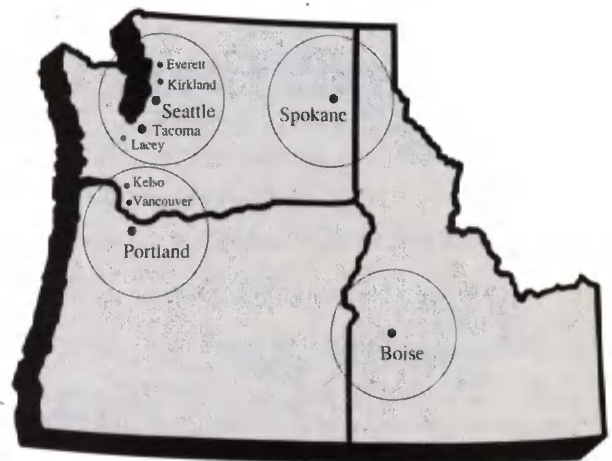 Everett
Kirkland
Seattle
Spokane
Tacoma
Lacey
Kelso
Vancouver
Portland
Boise